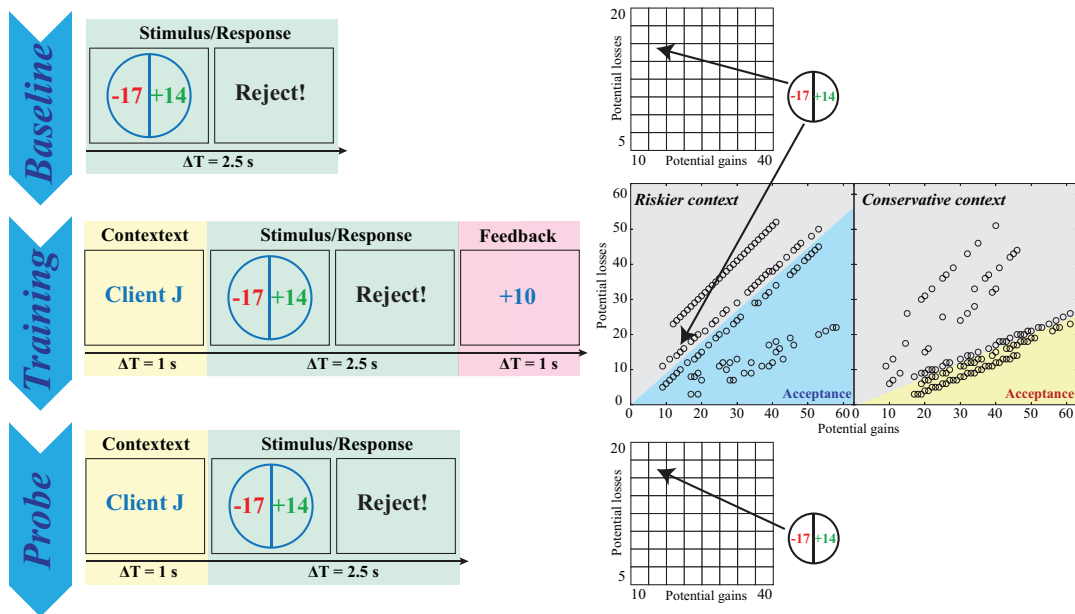 Baseline
Stimulus/Response
-17 +14
Reject!
ΔT = 2.5 s
20
Potential losses
5
10 Potential gains 40
-17 +14
Training
Contextext
Stimulus/Response
Feedback
Client J
-17 +14
Reject!
+10
ΔT = 1 s
ΔT = 2.5 s
ΔT = 1 s
Riskier context
Conservative context
60
50
40
30
20
10
0
Potential losses
Acceptance
Acceptance
0 10 20 30 40 50 60
10 20 30 40 50 60
Potential gains
Probe
Contextext
Stimulus/Response
Client J
-17 +14
Reject!
ΔT = 1 s
ΔT = 2.5 s
20
Potential losses
5
10 Potential gains 40
-17 +14